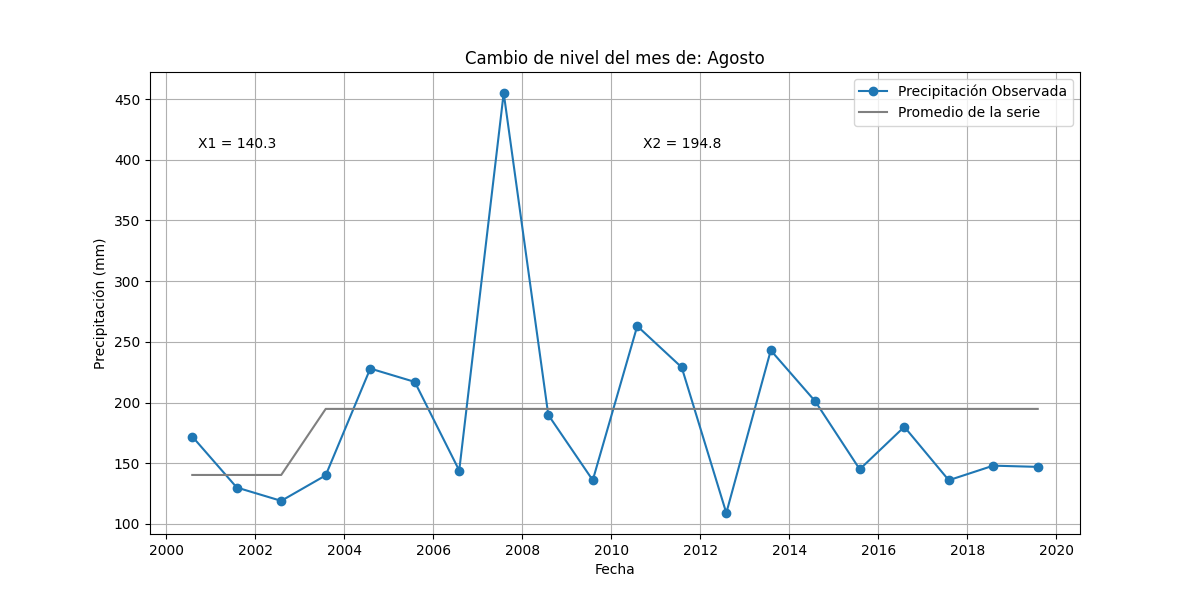 Cambio de nivel del mes de: Agosto
Precipitación Observada
Promedio de la serie
X1 = 140.3
X2 = 194.8
Precipitación (mm)
450
400
350
300
250
200
150
100
2000 2002 2004 2006 2008 2010 2012 2014 2016 2018 2020
Fecha